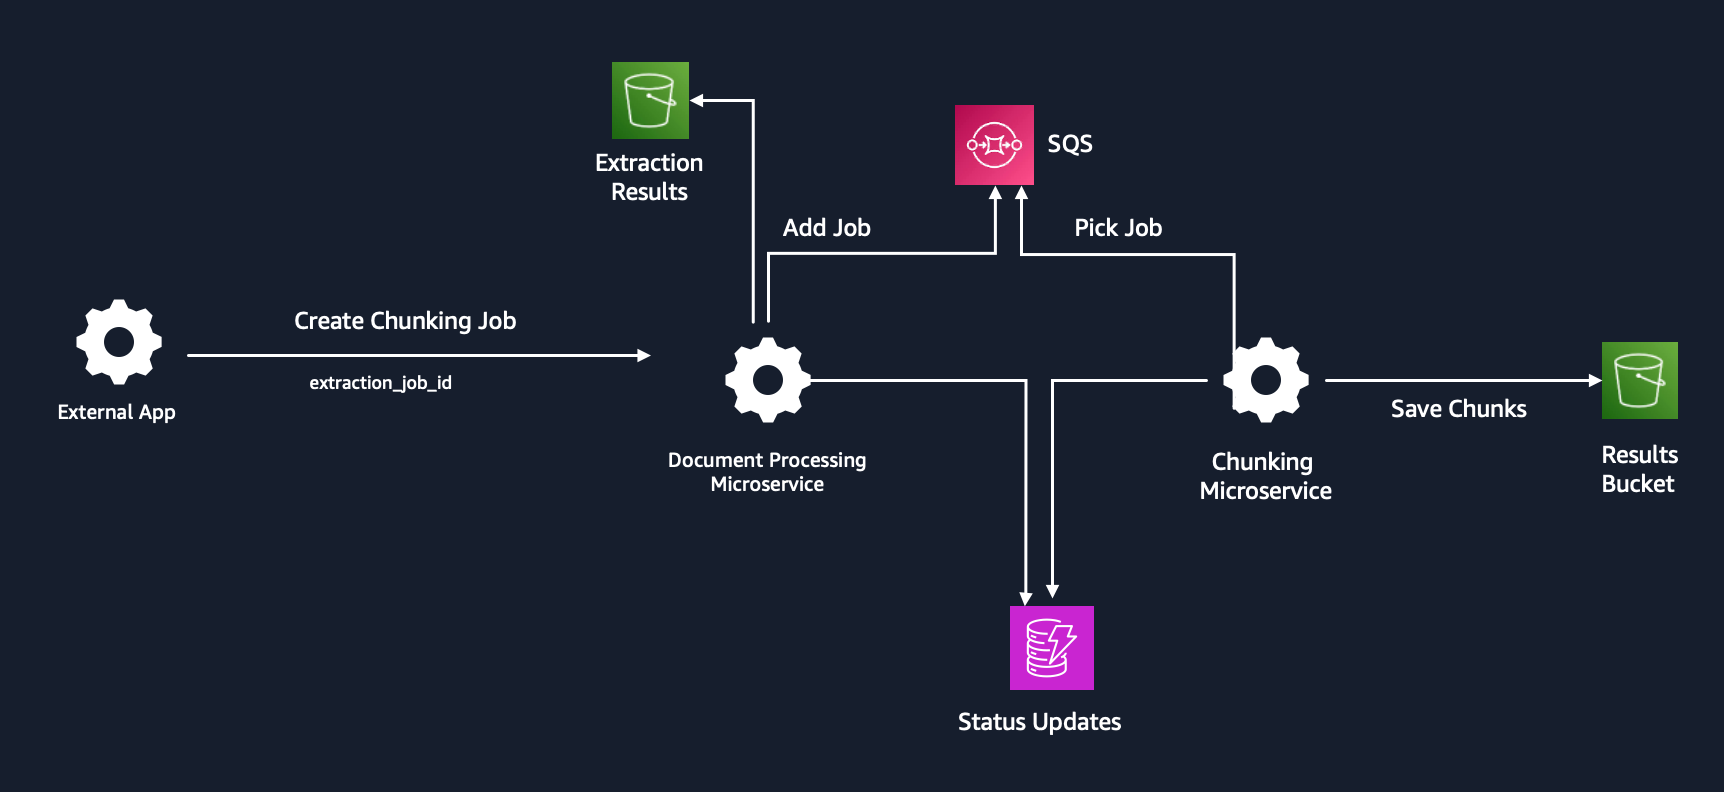 Extraction
Results
SQS
Add Job
Pick Job
Create Chunking Job
extraction_job_id
External App
Document Processing
Microservice
Chunking
Microservice
Save Chunks
Results
Bucket
Status Updates